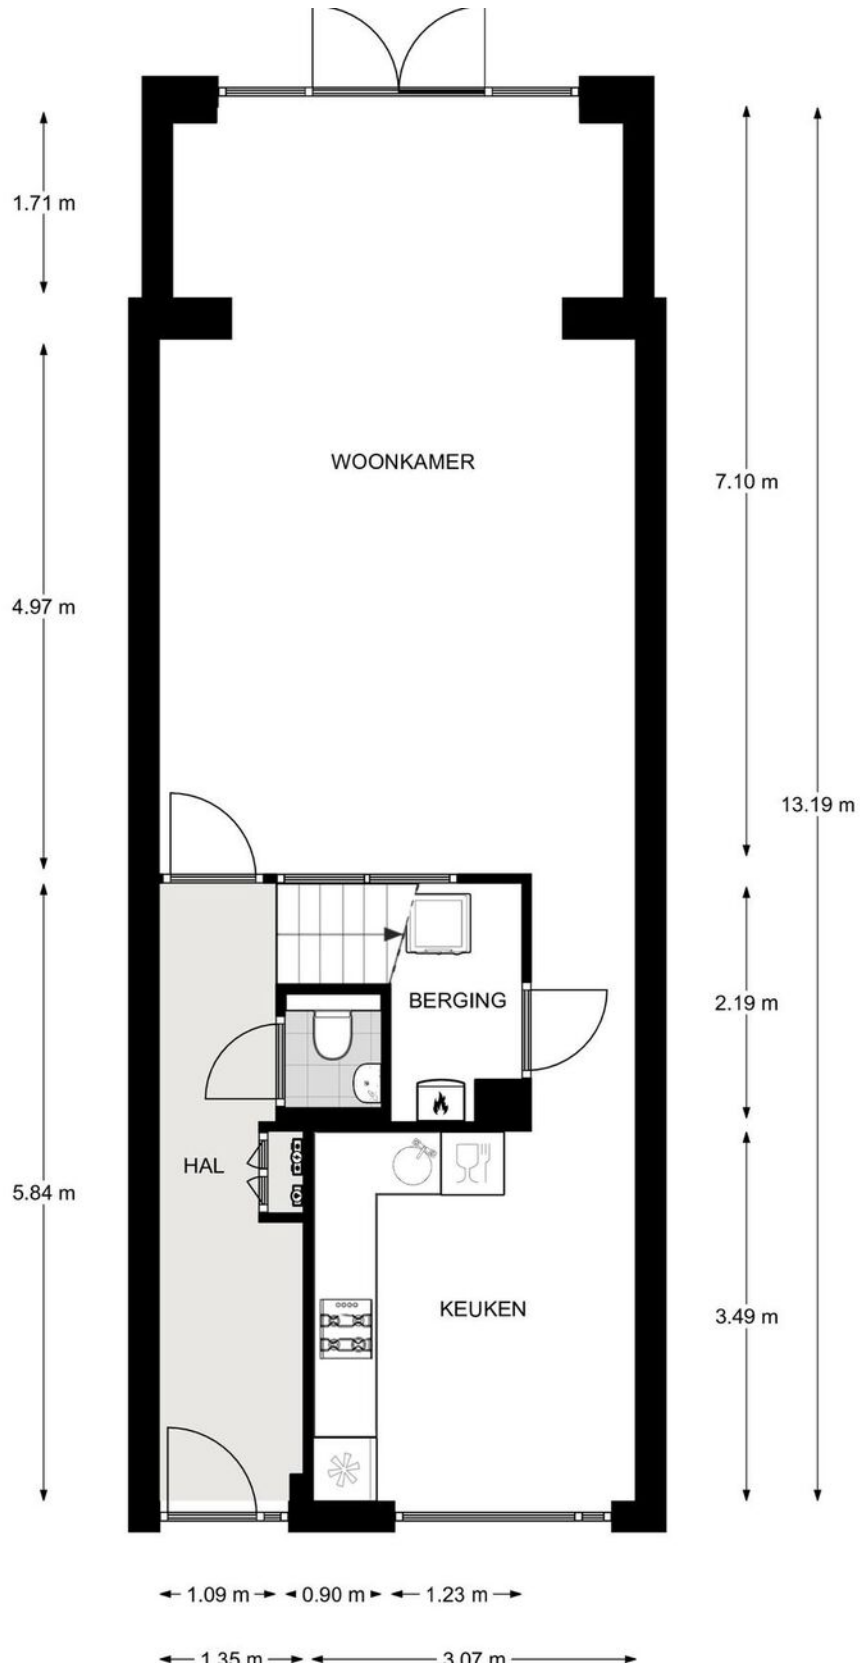 1.71 m
WOONKAMER
7.10 m
4.97 m
13.19 m
BERGING
2.19 m
HAL
5.84 m
KEUKEN
3.49 m
1.09 m 0.90 m 1.23 m
1.35 m 3.07 m